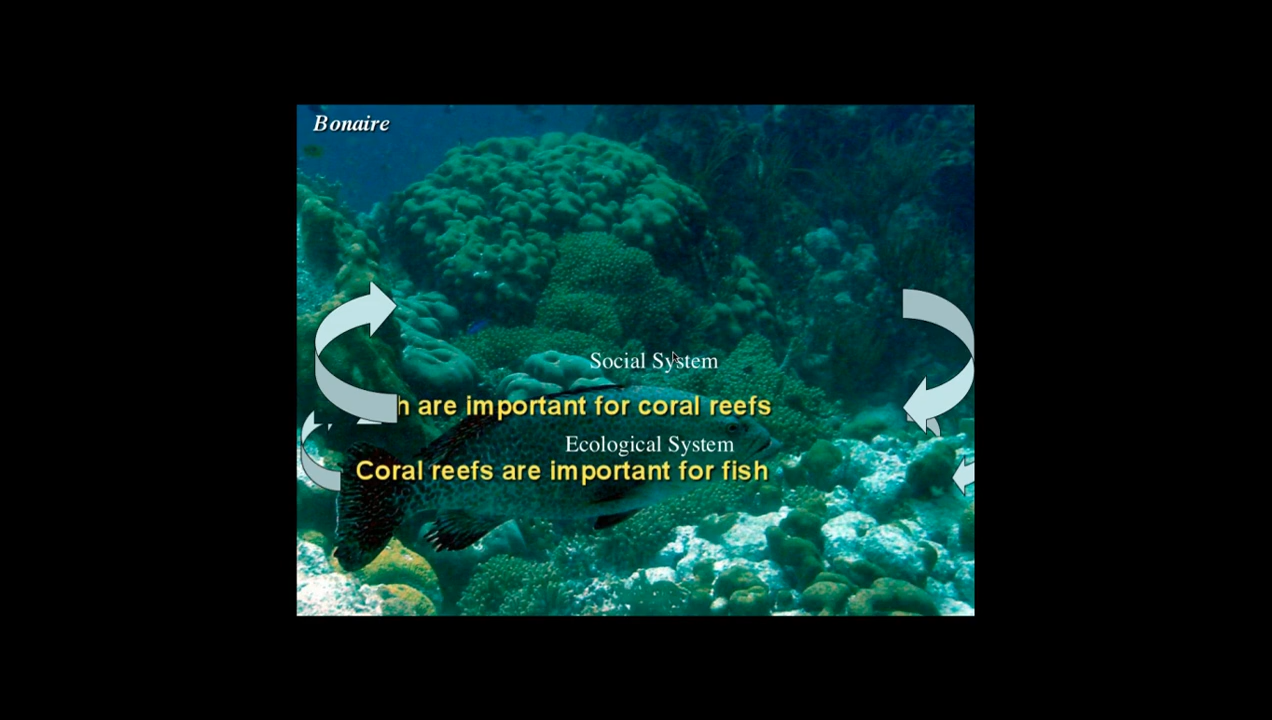 Bonaire
Social System
h are important for coral reefs
Ecological System
Coral reefs are important for fish